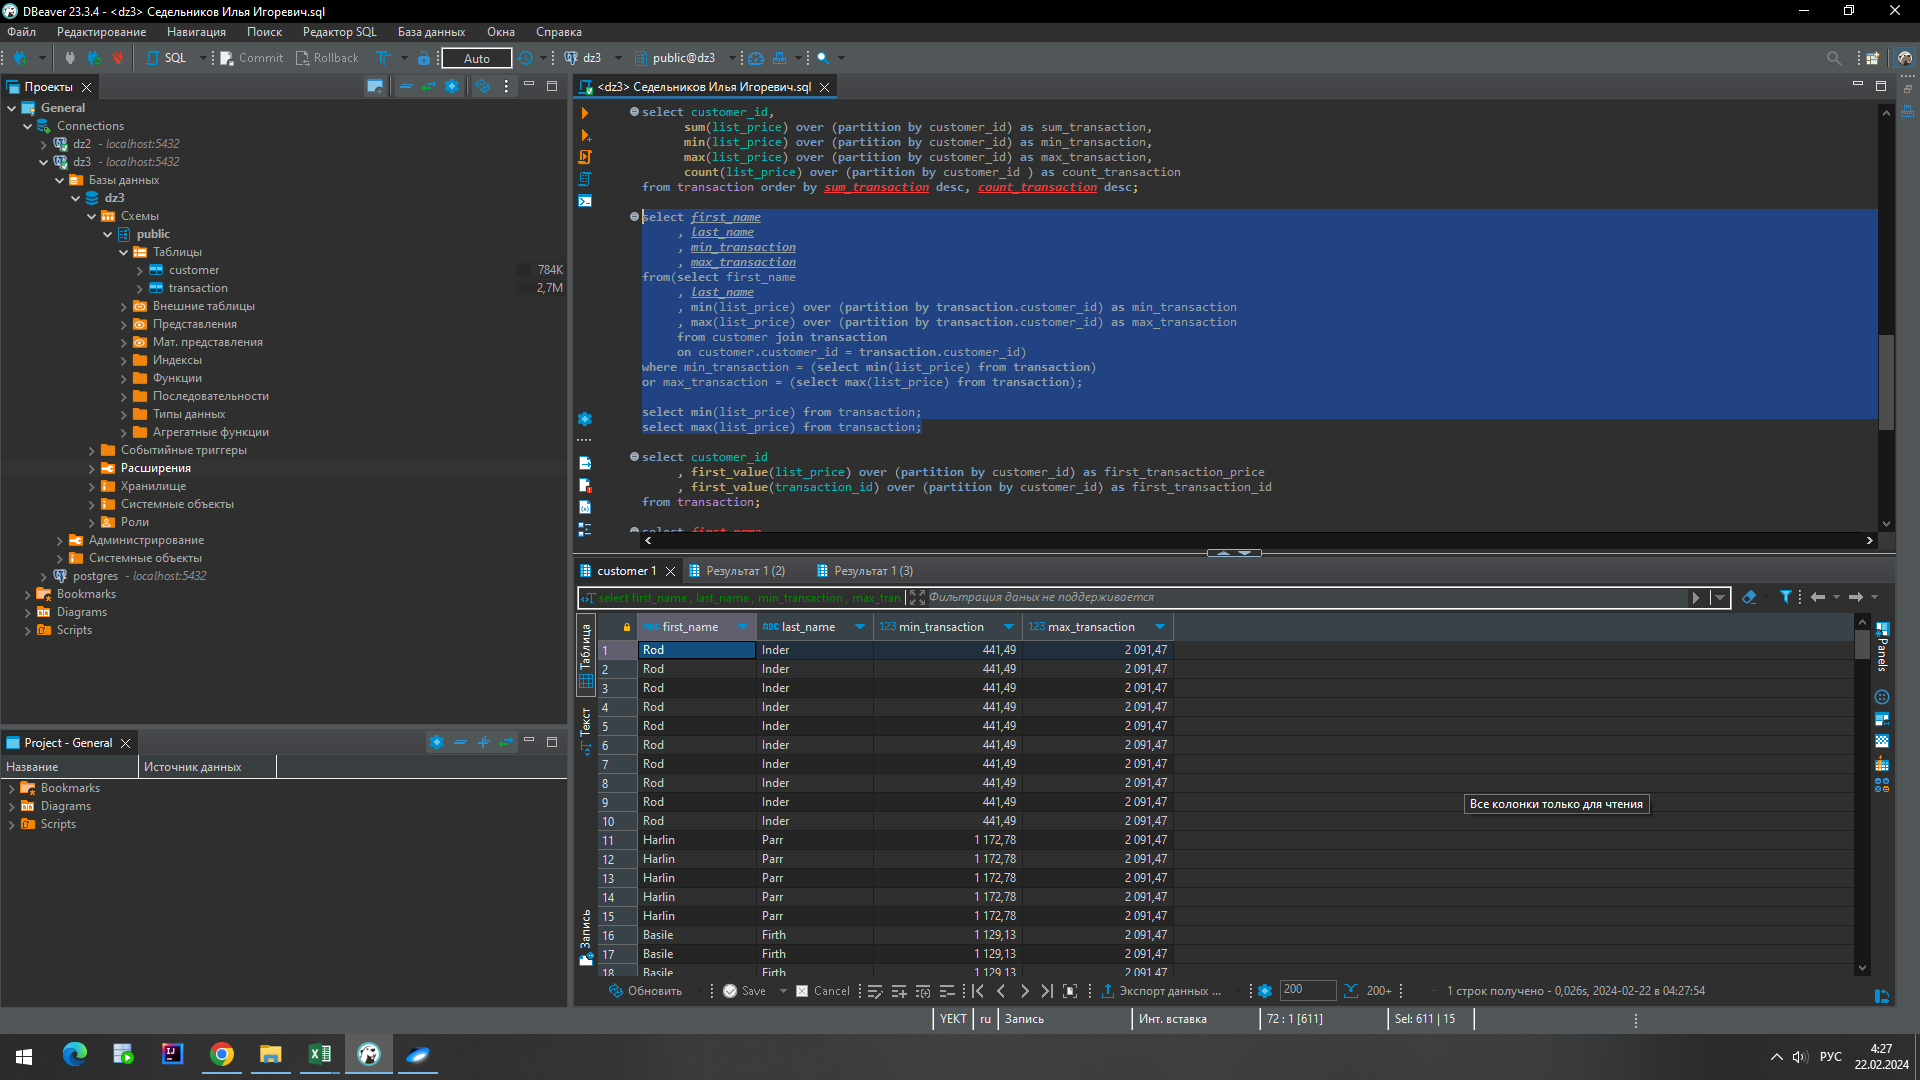 DBeaver 23.3.4 - <dz3> Седельников Илья Игоревич.sql
Файл Редактирование Навигация Поиск Редактор SQL База данных Окна Справка
SQL Commit Rollback Auto dz3 public@dz3
Проекты
General
Connections
dz2 - localhost:5432
dz3 - localhost:5432
Базы данных
dz3
Схемы
public
Таблицы
customer 784K
transaction 2,7M
Внешние таблицы
Представления
Мат. представления
Индексы
Функции
Последовательности
Типы данных
Агрегатные функции
Событийные триггеры
Расширения
Хранилище
Системные объекты
Роли
Администрирование
Системные объекты
postgres - localhost:5432
Bookmarks
Diagrams
Scripts
Project - General
Название Источник данных
Bookmarks
Diagrams
Scripts
<dz3> Седельников Илья Игоревич.sql
select customer_id,
sum(list_price) over (partition by customer_id) as sum_transaction,
min(list_price) over (partition by customer_id) as min_transaction,
max(list_price) over (partition by customer_id) as max_transaction,
count(list_price) over (partition by customer_id ) as count_transaction
from transaction order by sum_transaction desc, count_transaction desc;
select first_name
, last_name
, min_transaction
, max_transaction
from(select first_name
, last_name
, min(list_price) over (partition by transaction.customer_id) as min_transaction
, max(list_price) over (partition by transaction.customer_id) as max_transaction
from customer join transaction
on customer.customer_id = transaction.customer_id)
where min_transaction = (select min(list_price) from transaction)
or max_transaction = (select max(list_price) from transaction);
select min(list_price) from transaction;
select max(list_price) from transaction;
select customer_id
, first_value(list_price) over (partition by customer_id) as first_transaction_price
, first_value(transaction_id) over (partition by customer_id) as first_transaction_id
from transaction;
select first_name
customer 1 Результат 1 (2) Результат 1 (3)
select first_name , last_name , min_transaction , max_tran Фильтрация даных не поддерживается
Таблица
Текст
Запись
Panels
ABC first_name ABC last_name 123 min_transaction 123 max_transaction
1 Rod Inder 441,49 2 091,47
2 Rod Inder 441,49 2 091,47
3 Rod Inder 441,49 2 091,47
4 Rod Inder 441,49 2 091,47
5 Rod Inder 441,49 2 091,47
6 Rod Inder 441,49 2 091,47
7 Rod Inder 441,49 2 091,47
8 Rod Inder 441,49 2 091,47
9 Rod Inder 441,49 2 091,47
10 Rod Inder 441,49 2 091,47
11 Harlin Parr 1 172,78 2 091,47
12 Harlin Parr 1 172,78 2 091,47
13 Harlin Parr 1 172,78 2 091,47
14 Harlin Parr 1 172,78 2 091,47
15 Harlin Parr 1 172,78 2 091,47
16 Basile Firth 1 129,13 2 091,47
17 Basile Firth 1 129,13 2 091,47
18 Basile Firth 1 129,13 2 091,47
Все колонки только для чтения
Обновить Save Cancel Экспорт данных ... 200 200+ 1 строк получено - 0,026s, 2024-02-22 в 04:27:54
YEKT ru Запись Инт. вставка 72 : 1 [611] Sel: 611 | 15
РУС
4:27
22.02.2024